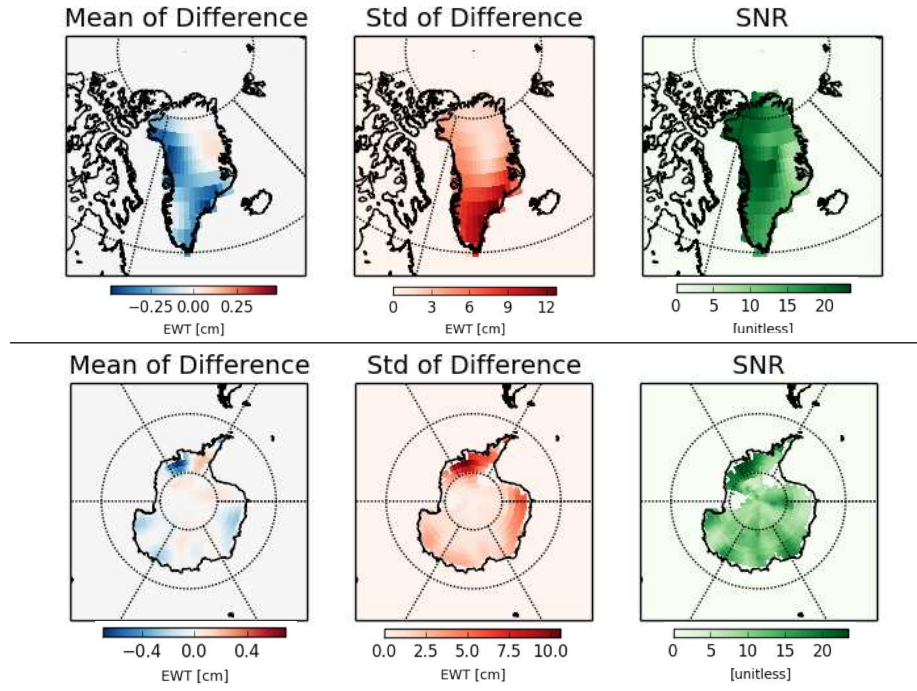 Mean of Difference Std of Difference SNR
−0.25 0.00 0.25 0 3 6 9 12 0 5 10 15 20
EWT [cm] EWT [cm] [unitless]
Mean of Difference Std of Difference SNR
−0.4 0.0 0.4 0.0 2.5 5.0 7.5 10.0 0 5 10 15 20
EWT [cm] EWT [cm] [unitless]